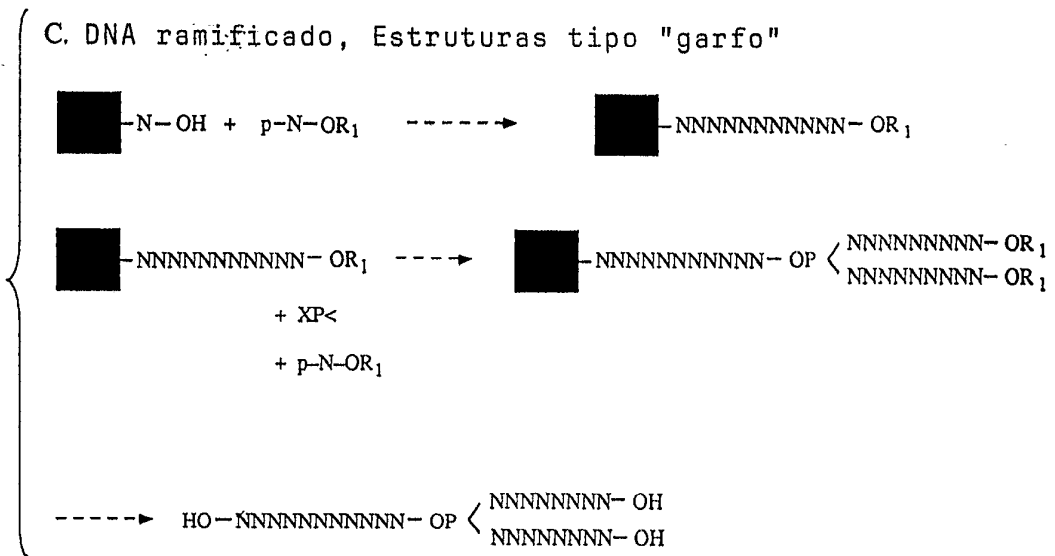 C. DNA ramificado, Estruturas tipo "garfo"
-N-OH + p-N-OR1 -NNNNNNNNNNN-OR1
-NNNNNNNNNNN-OR1 -NNNNNNNNNNN-OP< NNNNNNNNN-OR1
NNNNNNNNN-OR1
+ XP<
+ p-N-OR1
HO-NNNNNNNNNNN-OP< NNNNNNNN-OH
NNNNNNNN-OH